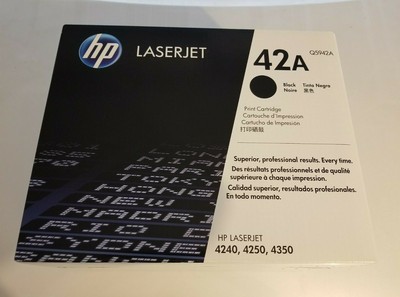 hp
LASERJET
42A
Q5942A
Black Tinta Negra
Noire 黑色
Print Cartridge
Cartouche d'impression
Cartucho de Impresión
打印碳粉
Superior, professional results. Every time.
Des résultats professionnels et de qualité
supérieure à chaque impression.
Calidad superior, resultados profesionales.
En todo momento.
HP LASERJET
4240, 4250, 4350